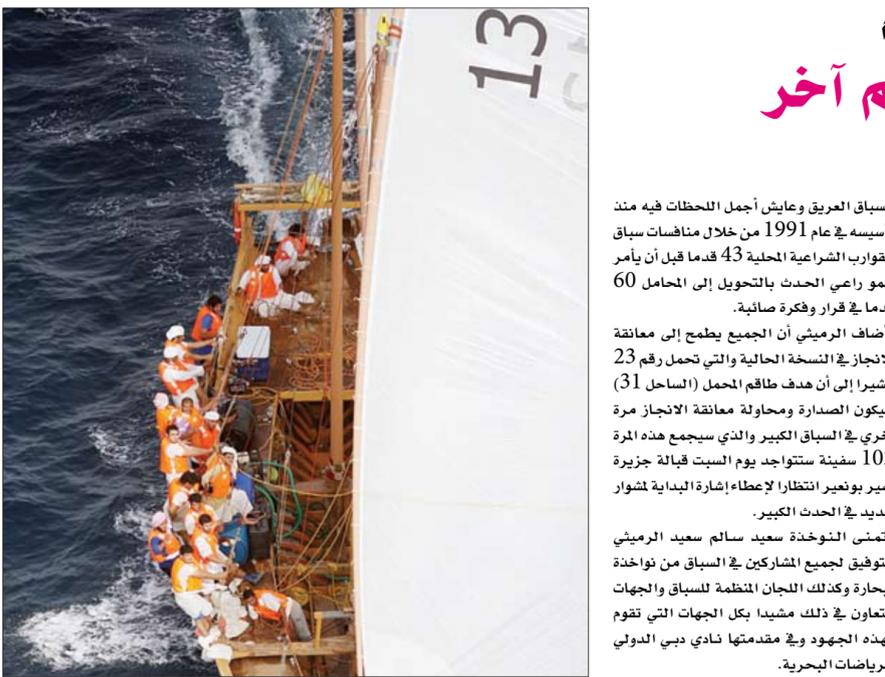 م آخر
سباق العريق وعايش أجمل اللحظات فيه منذ
أسيسه في عام 1991 من خلال منافسات سباق
قوارب الشراعية المحلية 43 قدما قبل أن يأمر
مو راعي الحدث بالتحويل إلى المحامل 60
دما في قرار وفكرة صائبة.
ضاف الرميثي أن الجميع يطمح إلى معانقة
لانجاز في النسخة الحالية والتي تحمل رقم 23
شيرا إلى أن هدف طاقم المحمل (الساحل 31)
يكون الصدارة ومحاولة معانقة الانجاز مرة
خري في السباق الكبير والذي سيجمع هذه المرة
10 سفينة ستتواجد يوم السبت قبالة جزيرة
سير بونعير انتظارا لإعطاء إشارة البداية لمشوار
ديد في الحدث الكبير.
تمنى النوخذة سعيد سالم سعيد الرميثي
توفيق لجميع المشاركين في السباق من نواخذة
بحارة وكذلك اللجان المنظمة للسباق والجهات
تعاون في ذلك مشيدا بكل الجهات التي تقوم
هذه الجهود وفي مقدمتها نادي دبي الدولي
رياضات البحرية.
13